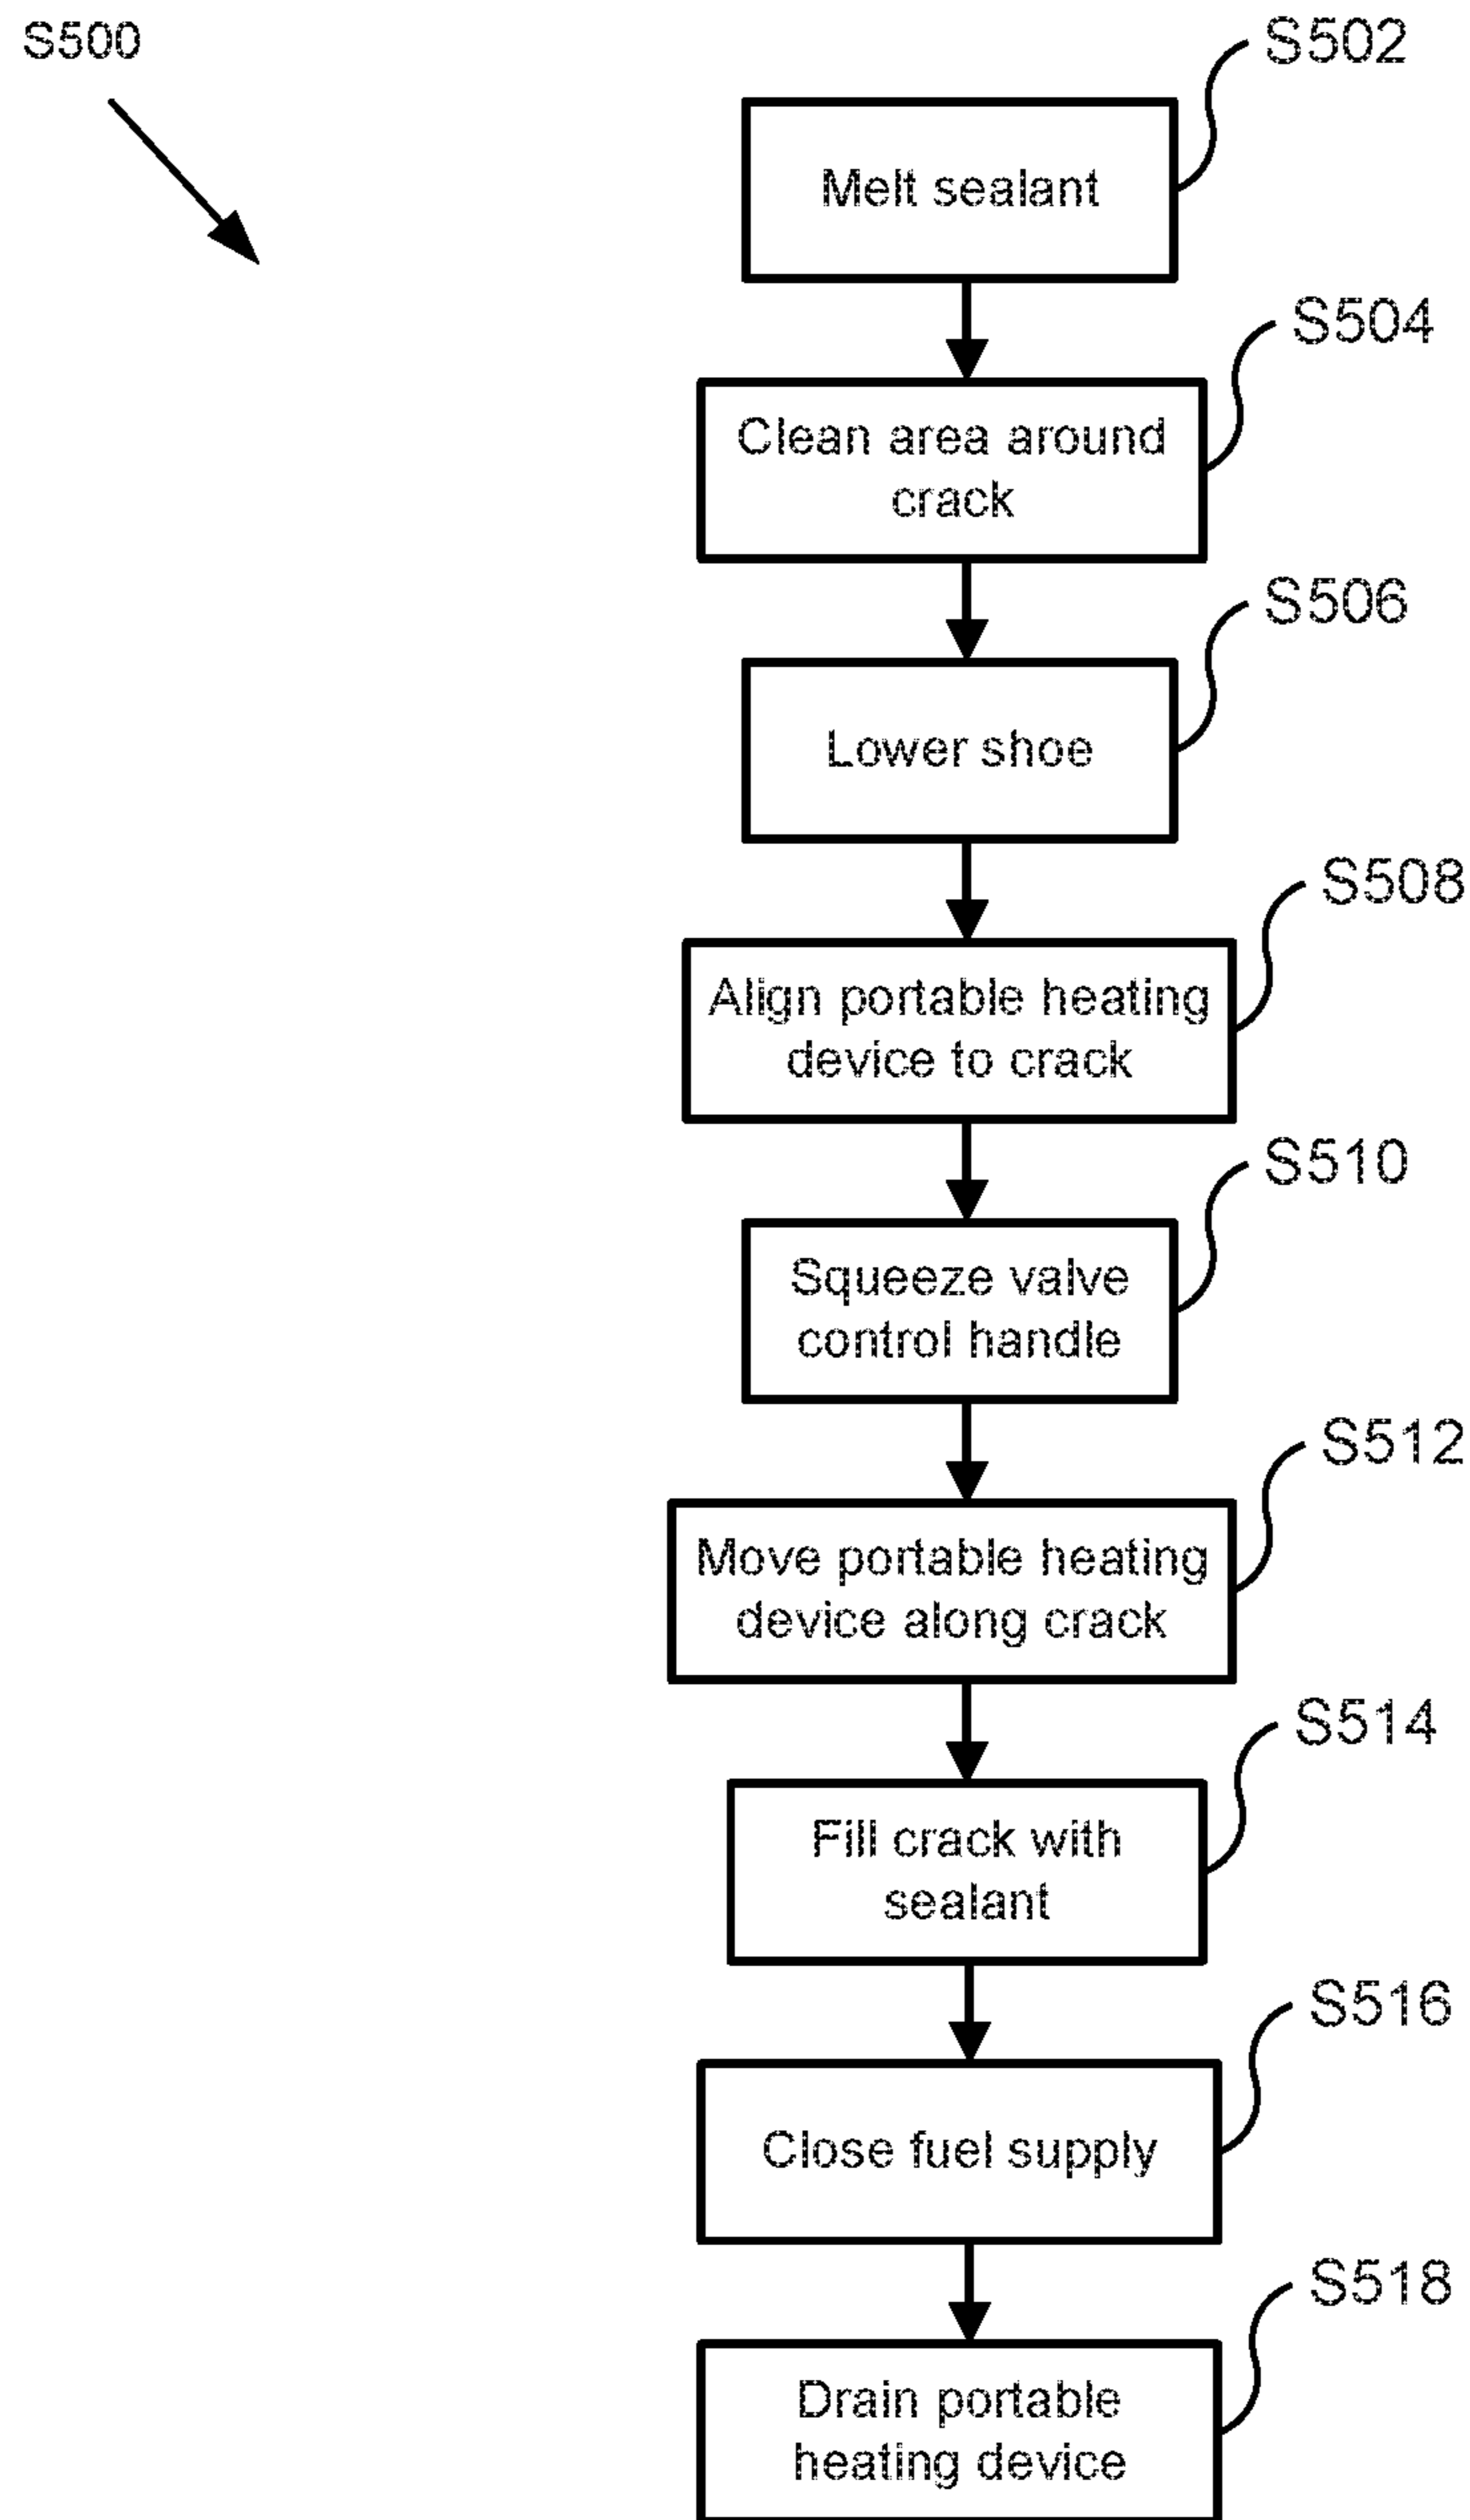 S500
S502
Melt sealant
S504
Clean area around
crack
S506
Lower shoe
S508
Align portable heating
device to crack
S510
Squeeze valve
control handle
S512
Move portable heating
device along crack
S514
Fill crack with
sealant
S516
Close fuel supply
S518
Drain portable
heating device